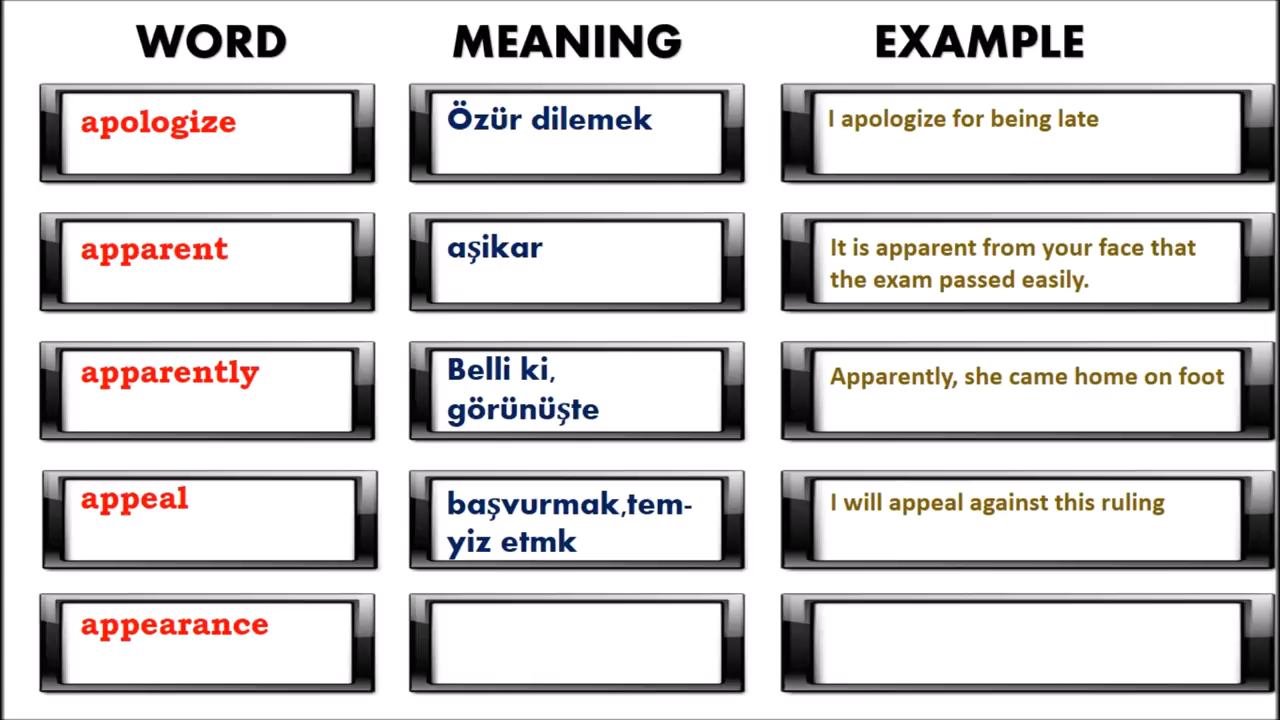 WORD MEANING EXAMPLE
apologize
Özür dilemek
I apologize for being late
apparent
aşikar
It is apparent from your face that
the exam passed easily.
apparently
Belli ki,
görünüşte
Apparently, she came home on foot
appeal
başvurmak,tem-
yiz etmk
I will appeal against this ruling
appearance